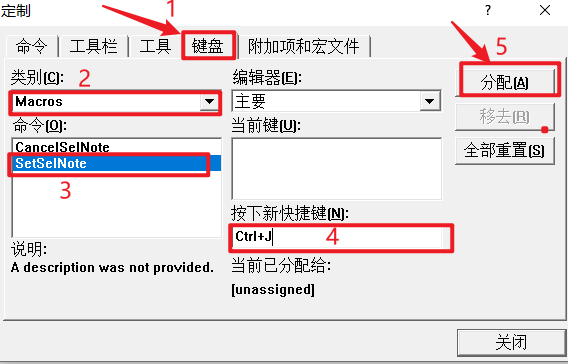 定制
1
命令 工具栏 工具 键盘 附加项和宏文件
5
类别(C): 2
编辑器(E):
分配(A)
Macros
主要
移去(R)
命令(O):
当前键(U):
CancelSelNote
全部重置(S)
SetSelNote
3
按下新快捷键(N):
Ctrl+J 4
说明:
当前已分配给:
A description was not provided.
[unassigned]
关闭